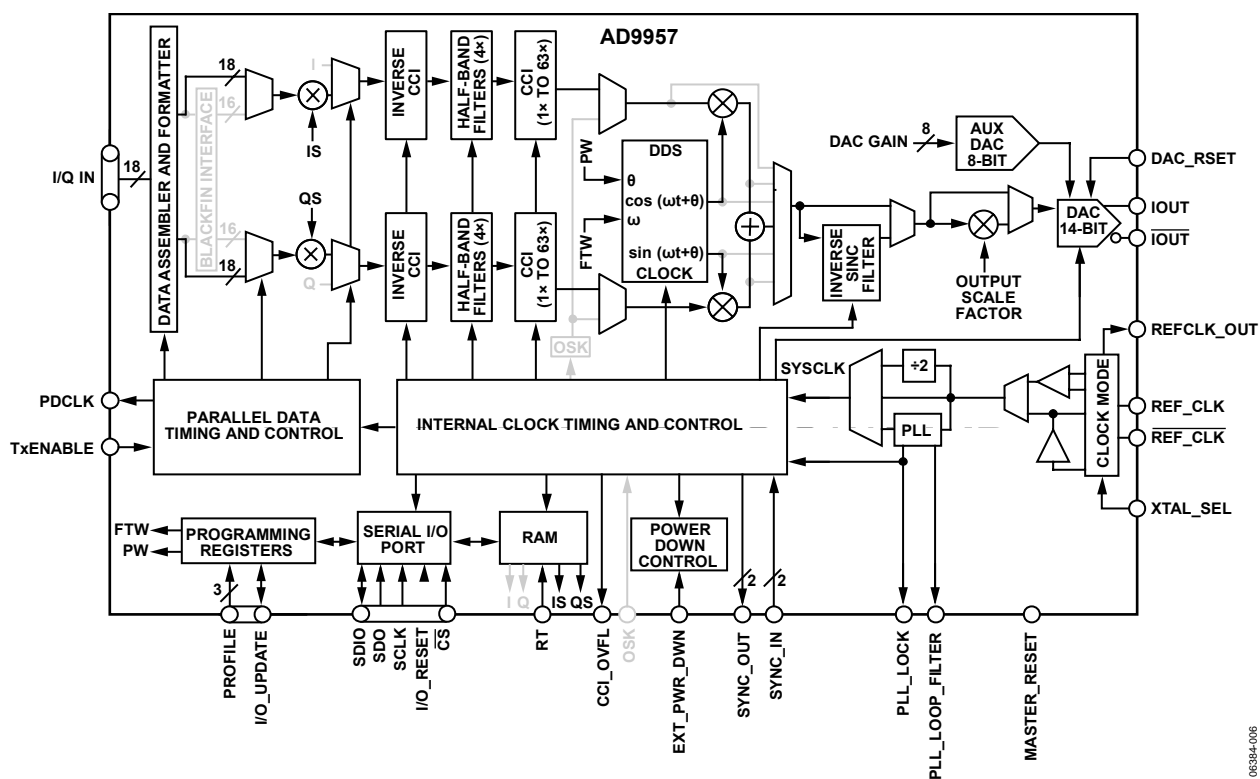 AD9957
I/Q IN
18
DATA ASSEMBLER AND FORMATTER
BLACKFIN INTERFACE
18
16
16
18
IS
QS
I
Q
INVERSE
CCI
HALF-BAND
FILTERS (4×)
CCI
(1× TO 63×)
INVERSE
CCI
HALF-BAND
FILTERS (4×)
CCI
(1× TO 63×)
OSK
PW
FTW
DDS
θ
cos (ωt+θ)
ω
sin (ωt+θ)
CLOCK
INVERSE
SINC
FILTER
OUTPUT
SCALE
FACTOR
DAC GAIN
8
AUX
DAC
8-BIT
DAC
14-BIT
DAC_RSET
IOUT
IOUT
REFCLK_OUT
CLOCK MODE
REF_CLK
REF_CLK
XTAL_SEL
SYSCLK
÷2
PLL
PDCLK
TxENABLE
PARALLEL DATA
TIMING AND CONTROL
INTERNAL CLOCK TIMING AND CONTROL
FTW
PW
PROGRAMMING
REGISTERS
SERIAL I/O
PORT
RAM
POWER
DOWN
CONTROL
3
I
Q
IS
QS
2
2
PROFILE
I/O_UPDATE
SDIO
SDO
SCLK
I/O_RESET
CS
RT
CCI_OVFL
OSK
EXT_PWR_DWN
SYNC_OUT
SYNC_IN
PLL_LOCK
PLL_LOOP_FILTER
MASTER_RESET
06384-006